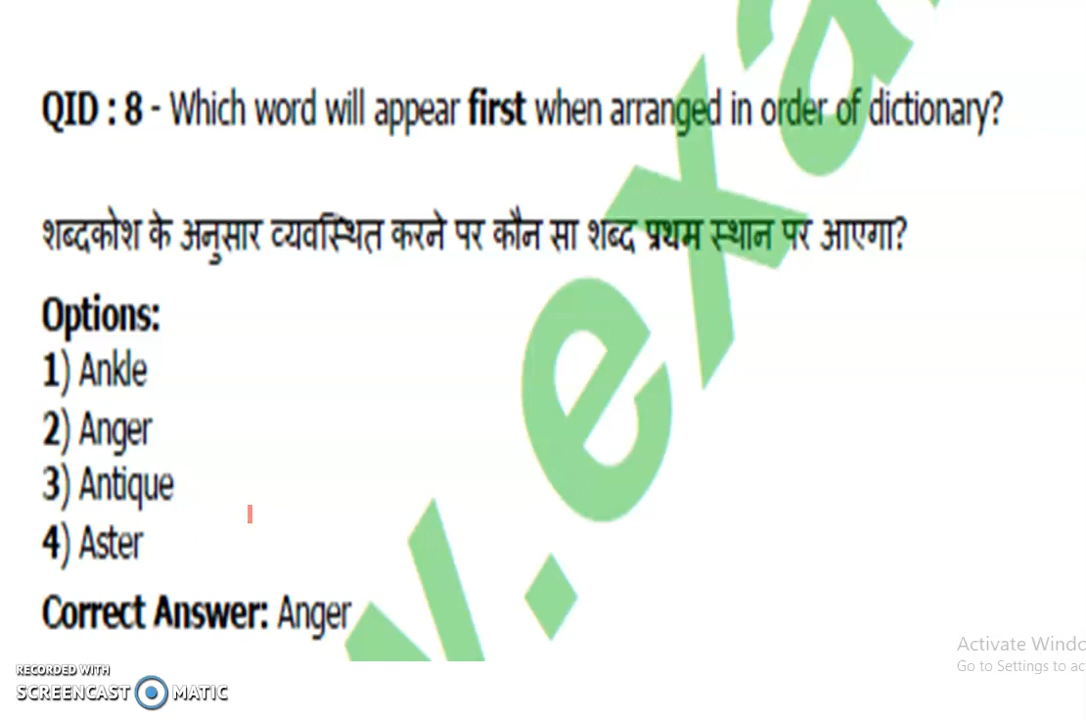 QID : 8 - Which word will appear first when arranged in order of dictionary?
शब्दकोश के अनुसार व्यवस्थित करने पर कौन सा शब्द प्रथम स्थान पर आएगा?
Options:
1) Ankle
2) Anger
3) Antique
4) Aster
Correct Answer: Anger
v.exa
RECORDED WITH
SCREENCAST MATIC
Activate Windo
Go to Settings to ac